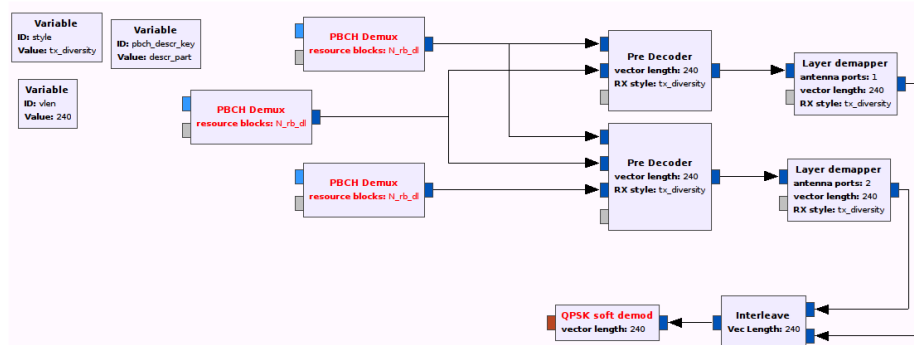 Variable
ID: style
Value: tx_diversity
Variable
ID: pbch_descr_key
Value: descr_part
Variable
ID: vlen
Value: 240
PBCH Demux
resource blocks: N_rb_dl
PBCH Demux
resource blocks: N_rb_dl
PBCH Demux
resource blocks: N_rb_dl
Pre Decoder
vector length: 240
RX style: tx_diversity
Layer demapper
antenna ports: 1
vector length: 240
RX style: tx_diversity
Pre Decoder
vector length: 240
RX style: tx_diversity
Layer demapper
antenna ports: 2
vector length: 240
RX style: tx_diversity
QPSK soft demod
vector length: 240
Interleave
Vec Length: 240